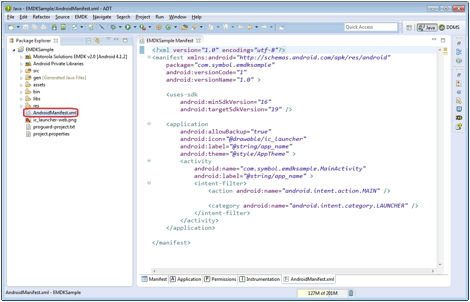 Java - EMDKSample/AndroidManifest.xml - ADT
File Edit Refactor Source Navigate Search Project Run Window Help
Quick Access
Java
DDMS
Package Explorer
EMDKSample Manifest
EMDKSample
Motorola Solutions EMDK v2.0 [Android 4.1.2]
Android Private Libraries
src
gen [Generated Java Files]
assets
bin
libs
res
AndroidManifest.xml
ic_launcher-web.png
proguard-project.txt
project.properties
<?xml version="1.0" encoding="utf-8"?>
<manifest xmlns:android="http://schemas.android.com/apk/res/android"
package="com.symbol.emdksample"
android:versionCode="1"
android:versionName="1.0" >
<uses-sdk
android:minSdkVersion="16"
android:targetSdkVersion="19" />
<application
android:allowBackup="true"
android:icon="@drawable/ic_launcher"
android:label="@string/app_name"
android:theme="@style/AppTheme" >
<activity
android:name="com.symbol.emdksample.MainActivity"
android:label="@string/app_name" >
<intent-filter>
<action android:name="android.intent.action.MAIN" />
<category android:name="android.intent.category.LAUNCHER" />
</intent-filter>
</activity>
</application>
</manifest>
Manifest Application Permissions Instrumentation AndroidManifest.xml
AndroidManifest.xml - EMDKSample
127M of 201M